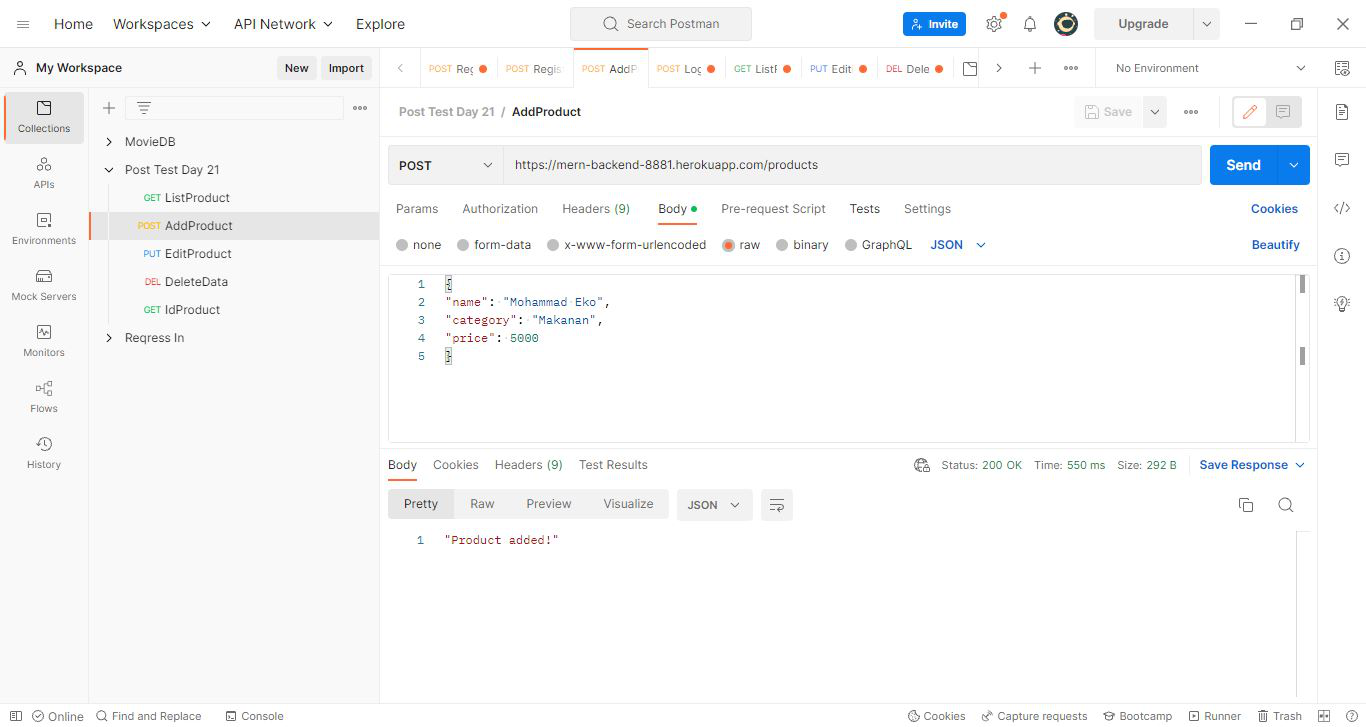 Home Workspaces API Network Explore Search Postman Invite Upgrade
My Workspace New Import POST Reg POST Regis POST AddP POST Log GET ListF PUT Edit DEL Dele No Environment
Collections
APIs
Environments
Mock Servers
Monitors
Flows
History
MovieDB
Post Test Day 21
GET ListProduct
POST AddProduct
PUT EditProduct
DEL DeleteData
GET IdProduct
Reqress In
Post Test Day 21 / AddProduct Save
POST https://mern-backend-8881.herokuapp.com/products Send
Params Authorization Headers (9) Body Pre-request Script Tests Settings Cookies
none form-data x-www-form-urlencoded raw binary GraphQL JSON Beautify
1 {
2 "name": "Mohammad Eko",
3 "category": "Makanan",
4 "price": 5000
5 }
Body Cookies Headers (9) Test Results Status: 200 OK Time: 550 ms Size: 292 B Save Response
Pretty Raw Preview Visualize JSON
1 "Product added!"
Online Find and Replace Console Cookies Capture requests Bootcamp Runner Trash